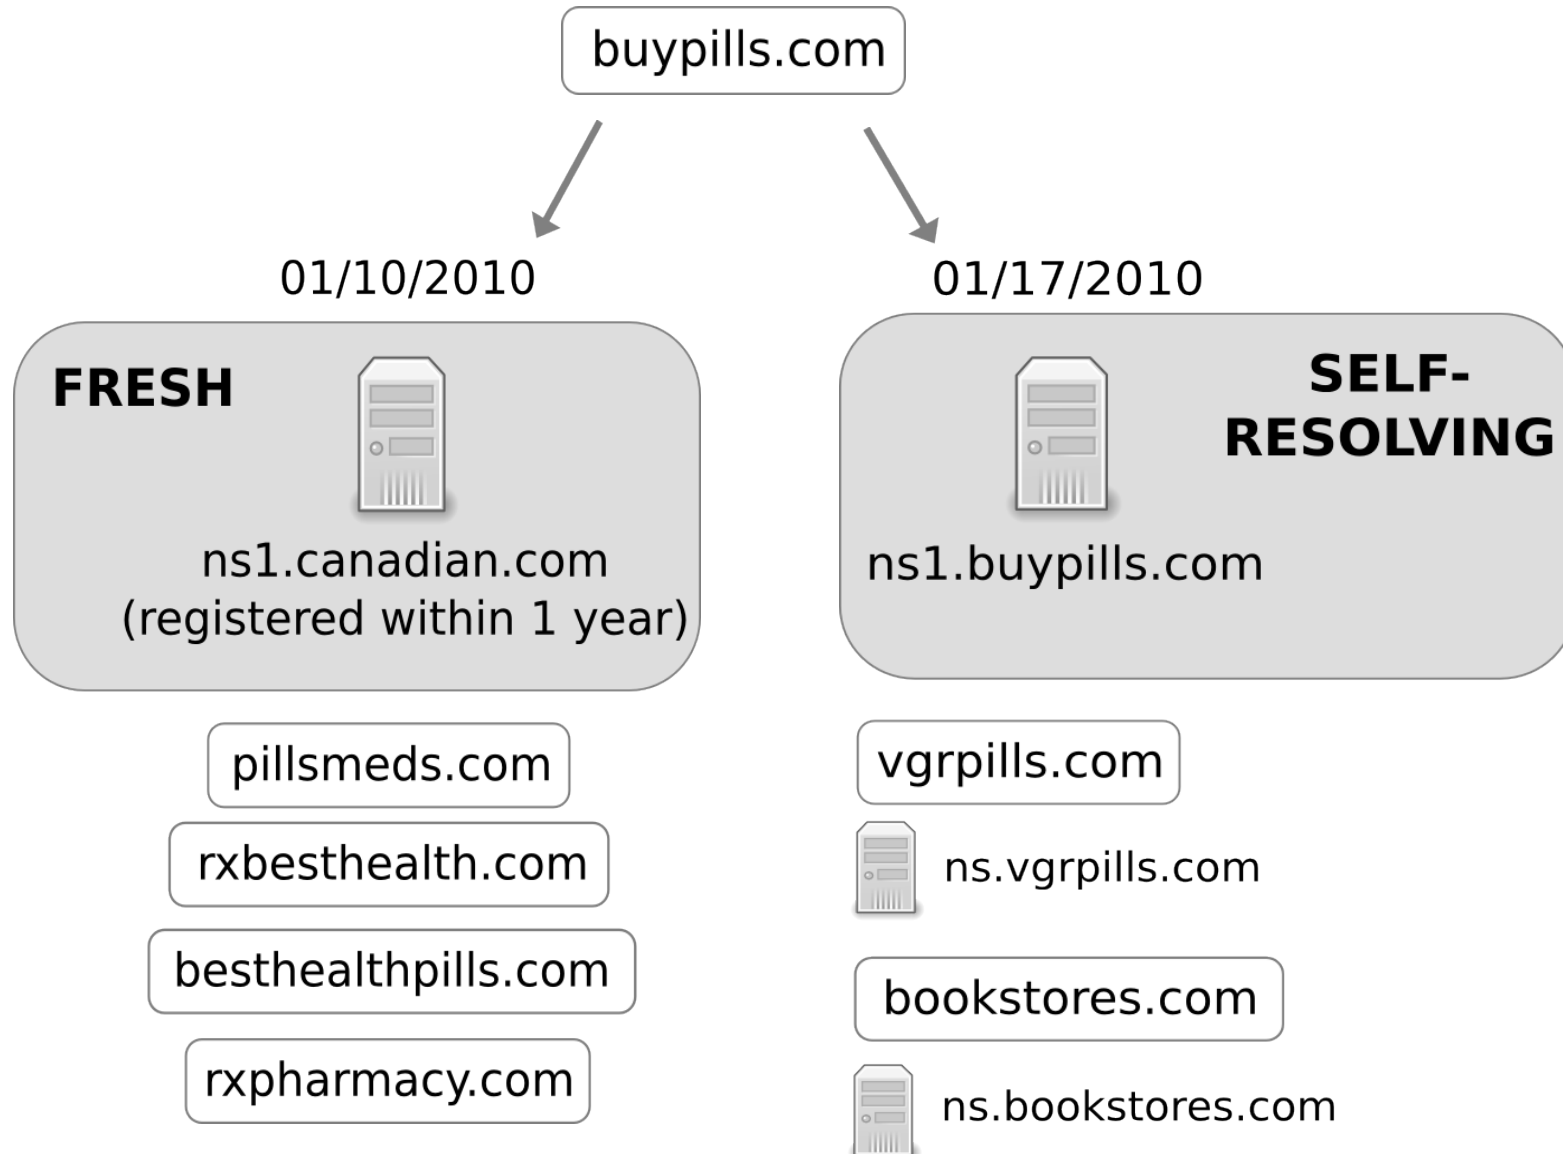 buypills.com
01/10/2010
FRESH
ns1.canadian.com
(registered within 1 year)
pillsmeds.com
rxbesthealth.com
besthealthpills.com
rxpharmacy.com
01/17/2010
SELF-
RESOLVING
ns1.buypills.com
vgrpills.com
ns.vgrpills.com
bookstores.com
ns.bookstores.com